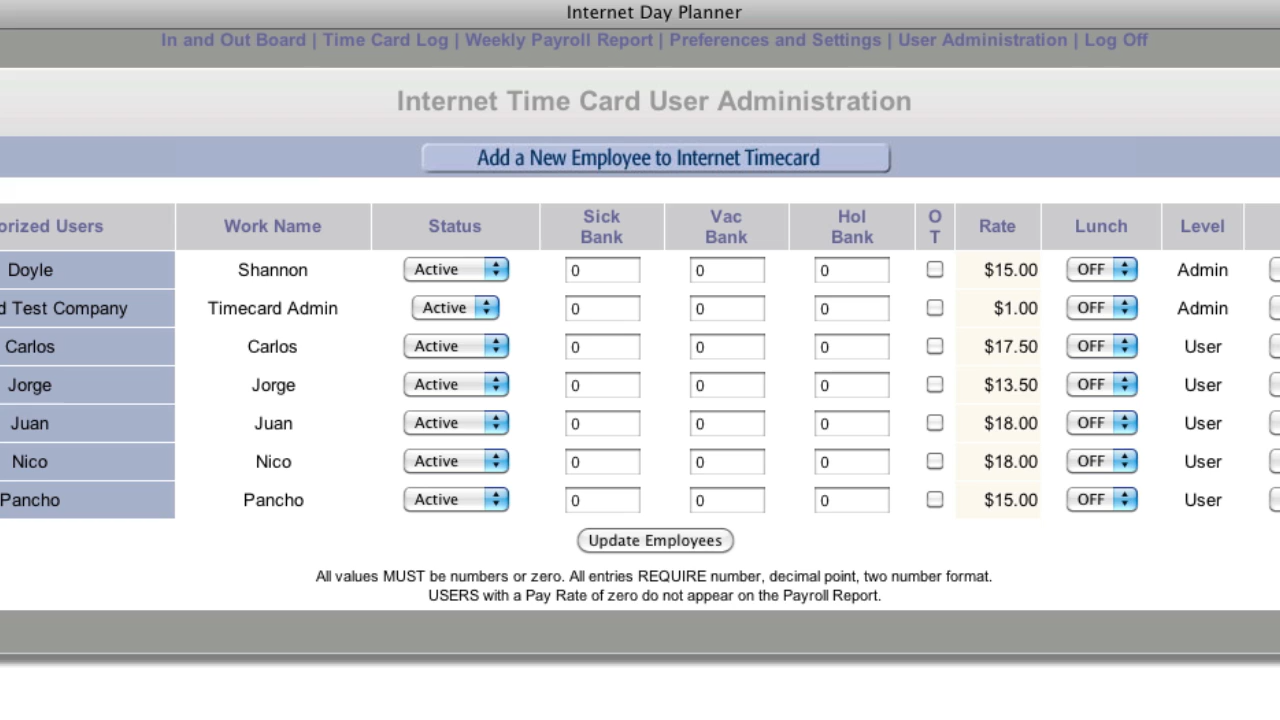 Internet Day Planner
In and Out Board | Time Card Log | Weekly Payroll Report | Preferences and Settings | User Administration | Log Off
Internet Time Card User Administration
Add a New Employee to Internet Timecard
orized Users Work Name Status Sick Bank Vac Bank Hol Bank O T Rate Lunch Level
Doyle Shannon Active 0 0 0 $15.00 OFF Admin
d Test Company Timecard Admin Active 0 0 0 $1.00 OFF Admin
Carlos Carlos Active 0 0 0 $17.50 OFF User
Jorge Jorge Active 0 0 0 $13.50 OFF User
Juan Juan Active 0 0 0 $18.00 OFF User
Nico Nico Active 0 0 0 $18.00 OFF User
Pancho Pancho Active 0 0 0 $15.00 OFF User
Update Employees
All values MUST be numbers or zero. All entries REQUIRE number, decimal point, two number format.
USERS with a Pay Rate of zero do not appear on the Payroll Report.